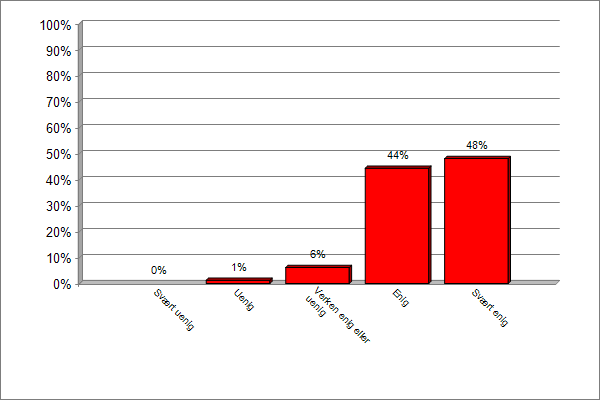 100%
90%
80%
70%
60%
50%
40%
30%
20%
10%
0%
0%
1%
6%
44%
48%
Svært uenig
Uenig
Verken enig eller
uenig
Enig
Svært enig